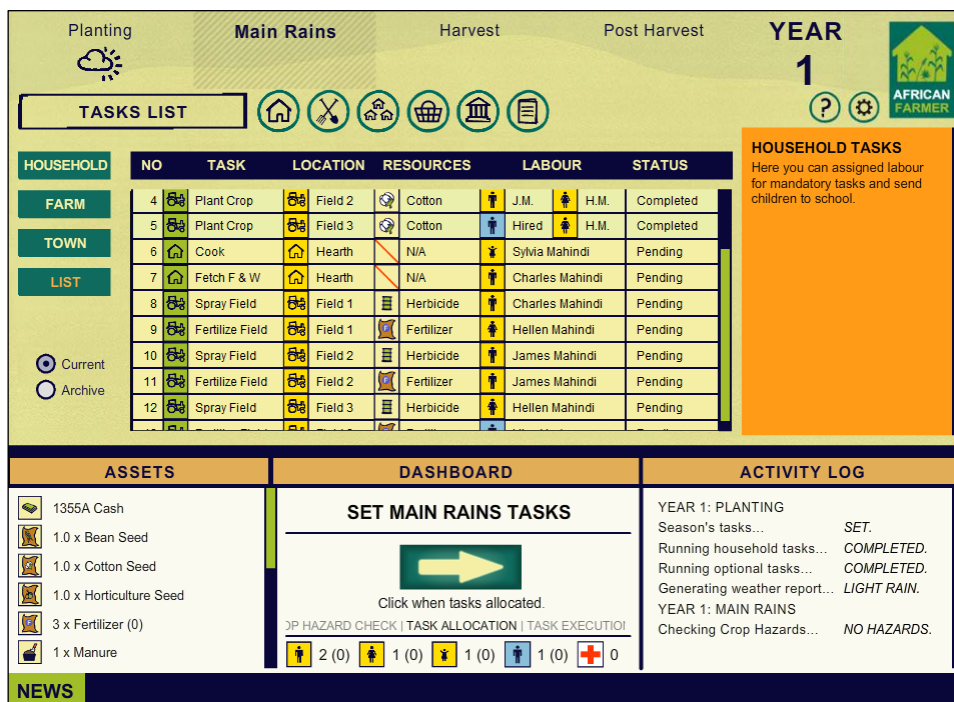 Planting
Main Rains
Harvest
Post Harvest
YEAR
1
AFRICAN
FARMER
TASKS LIST
?
HOUSEHOLD
FARM
TOWN
LIST
Current
Archive
NO TASK LOCATION RESOURCES LABOUR STATUS
4 Plant Crop Field 2 Cotton J.M. H.M. Completed
5 Plant Crop Field 3 Cotton Hired H.M. Completed
6 Cook Hearth N/A Sylvia Mahindi Pending
7 Fetch F & W Hearth N/A Charles Mahindi Pending
8 Spray Field Field 1 Herbicide Charles Mahindi Pending
9 Fertilize Field Field 1 Fertilizer Hellen Mahindi Pending
10 Spray Field Field 2 Herbicide James Mahindi Pending
11 Fertilize Field Field 2 Fertilizer James Mahindi Pending
12 Spray Field Field 3 Herbicide Hellen Mahindi Pending
HOUSEHOLD TASKS
Here you can assigned labour
for mandatory tasks and send
children to school.
ASSETS
1355A Cash
1.0 x Bean Seed
1.0 x Cotton Seed
1.0 x Horticulture Seed
3 x Fertilizer (0)
1 x Manure
DASHBOARD
SET MAIN RAINS TASKS
Click when tasks allocated.
OP HAZARD CHECK | TASK ALLOCATION | TASK EXECUTION
2 (0) 1 (0) 1 (0) 1 (0) 0
ACTIVITY LOG
YEAR 1: PLANTING
Season's tasks... SET.
Running household tasks... COMPLETED.
Running optional tasks... COMPLETED.
Generating weather report... LIGHT RAIN.
YEAR 1: MAIN RAINS
Checking Crop Hazards... NO HAZARDS.
NEWS